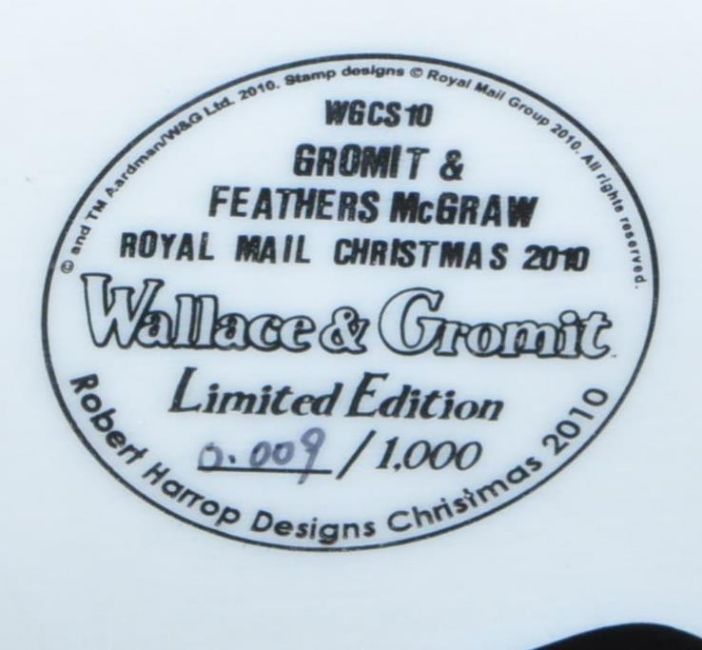 © and TM Aardman/W&G Ltd. 2010. Stamp designs © Royal Mail Group 2010. All rights reserved.
WGCS10
GROMIT &
FEATHERS McGRAW
ROYAL MAIL CHRISTMAS 2010
Wallace & Gromit™
Limited Edition
0.009 / 1,000
Robert Harrop Designs Christmas 2010